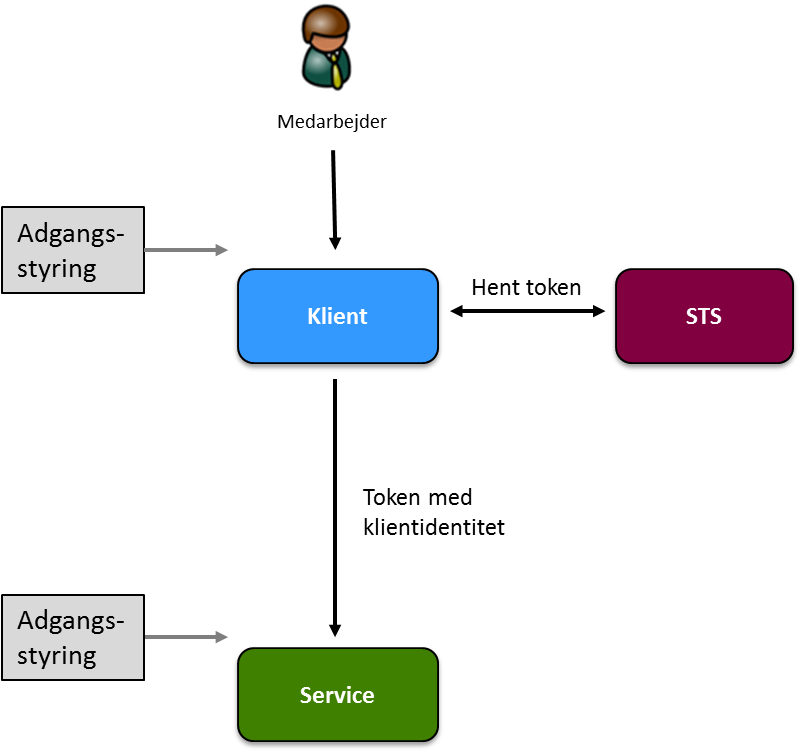 Medarbejder
Adgangs-
styring
Hent token
Klient
STS
Token med
klientidentitet
Adgangs-
styring
Service